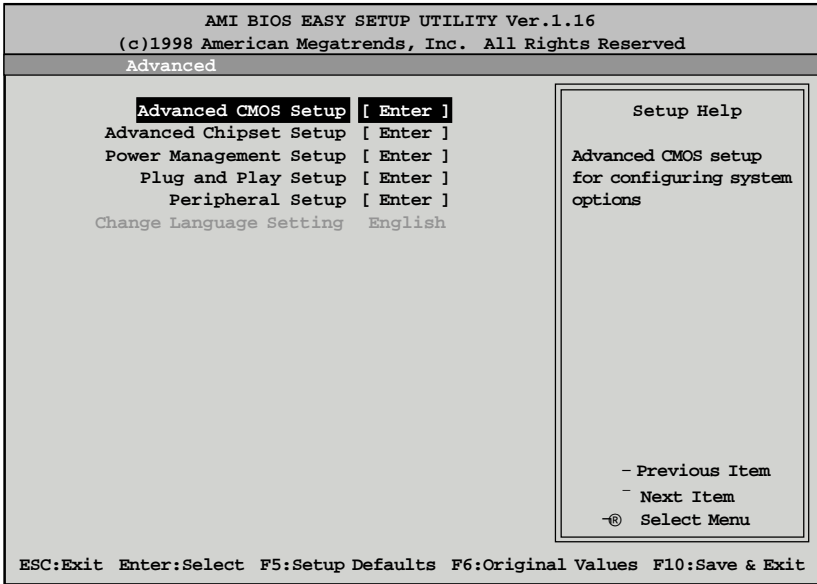 AMI BIOS EASY SETUP UTILITY Ver.1.16
(c)1998 American Megatrends, Inc. All Rights Reserved
Advanced
Advanced CMOS Setup [ Enter ]
Advanced Chipset Setup [ Enter ]
Power Management Setup [ Enter ]
Plug and Play Setup [ Enter ]
Peripheral Setup [ Enter ]
Change Language Setting English
Setup Help
Advanced CMOS setup
for configuring system
options
– Previous Item
¯ Next Item
¬® Select Menu
ESC:Exit Enter:Select F5:Setup Defaults F6:Original Values F10:Save & Exit